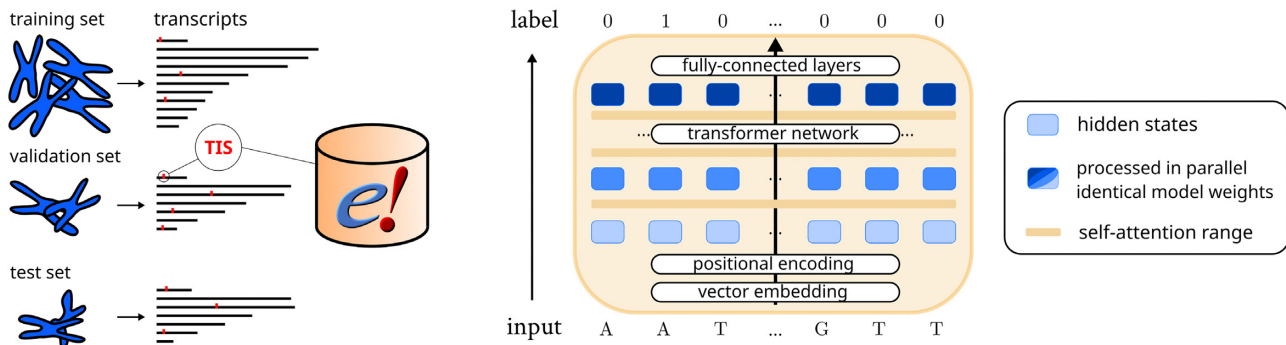 training set
transcripts
validation set
TIS
e!
test set
label 0 1 0 ... 0 0 0
fully-connected layers
...
... transformer network ...
...
...
positional encoding
vector embedding
input A A T ... G T T
hidden states
processed in parallel
identical model weights
self-attention range